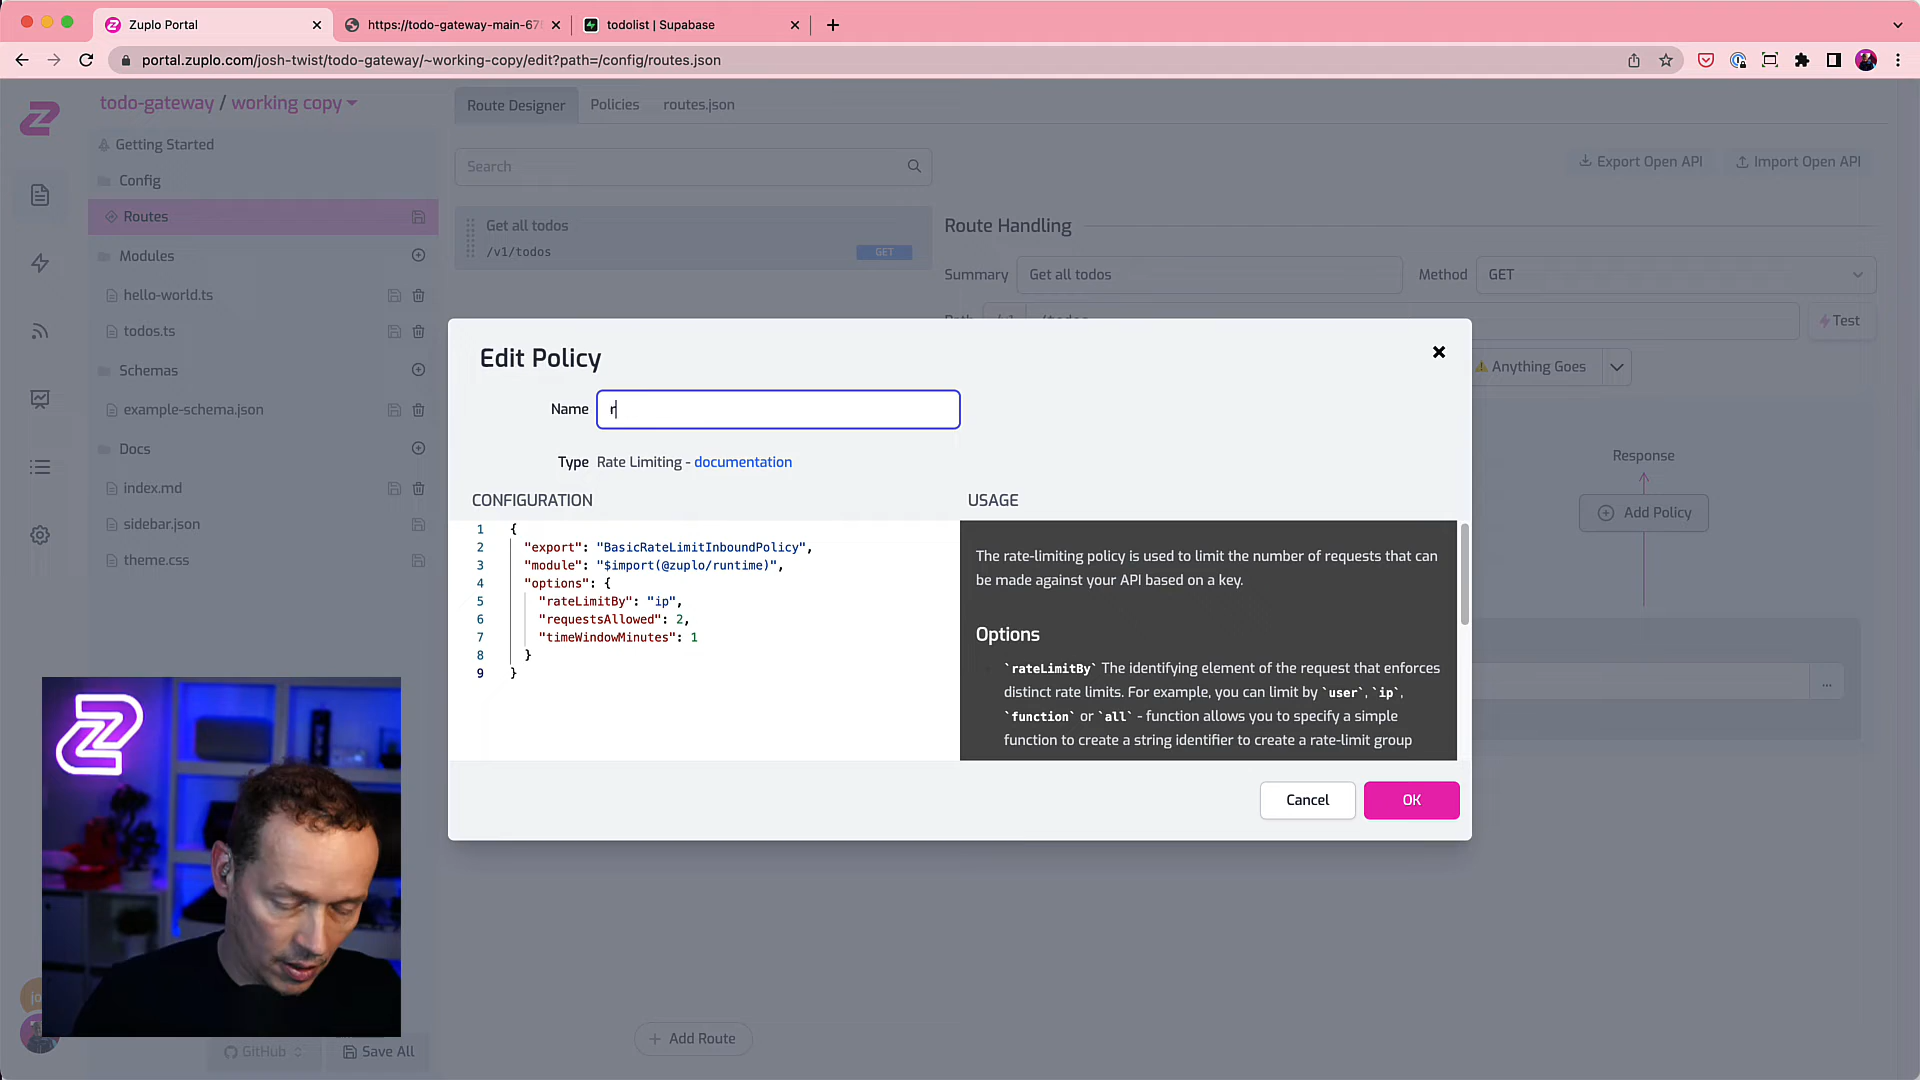 Zuplo Portal
https://todo-gateway-main-67
todolist | Supabase
portal.zuplo.com/josh-twist/todo-gateway/~working-copy/edit?path=/config/routes.json
todo-gateway / working copy
Route Designer
Policies
routes.json
Getting Started
Config
Routes
Modules
hello-world.ts
todos.ts
Schemas
example-schema.json
Docs
index.md
sidebar.json
theme.css
Search
Export Open API
Import Open API
Get all todos
/v1/todos
GET
Route Handling
Summary
Get all todos
Method
GET
Test
Anything Goes
Response
Add Policy
...
Edit Policy
Name
r
Type
Rate Limiting - documentation
CONFIGURATION
USAGE
1 {
2 "export": "BasicRateLimitInboundPolicy",
3 "module": "$import(@zuplo/runtime)",
4 "options": {
5 "rateLimitBy": "ip",
6 "requestsAllowed": 2,
7 "timeWindowMinutes": 1
8 }
9 }
The rate-limiting policy is used to limit the number of requests that can
be made against your API based on a key.
Options
`rateLimitBy` The identifying element of the request that enforces
distinct rate limits. For example, you can limit by `user`, `ip`,
`function` or `all` - function allows you to specify a simple
function to create a string identifier to create a rate-limit group
Cancel
OK
jo
GitHub
Save All
Add Route